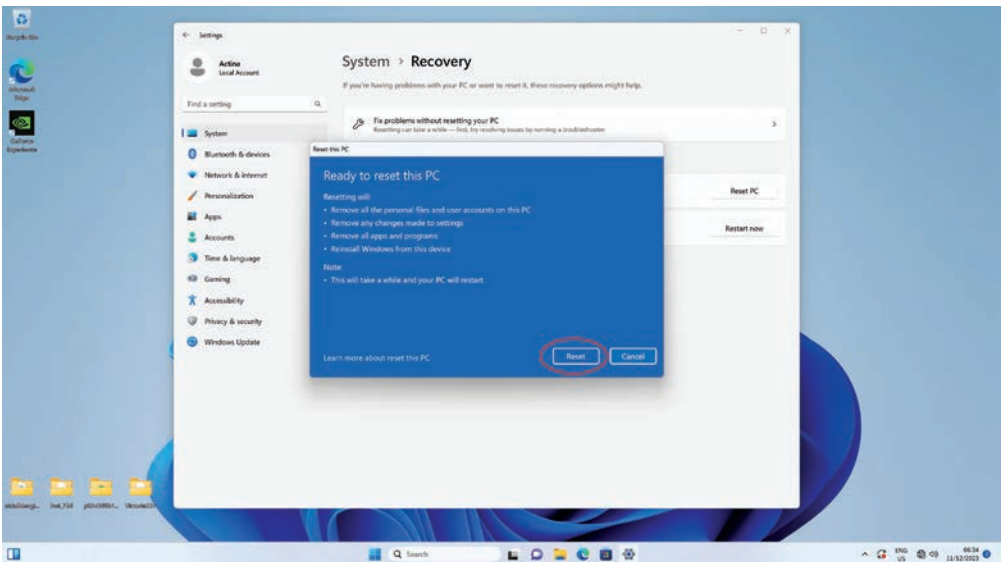 Recycle Bin
Microsoft
Edge
GeForce
Experience
Settings
Actina
Local Account
Find a setting
System
Bluetooth & devices
Network & internet
Personalization
Apps
Accounts
Time & language
Gaming
Accessibility
Privacy & security
Windows Update
System > Recovery
If you're having problems with your PC or want to reset it, these recovery options might help.
Fix problems without resetting your PC
Resetting can take a while — first, try resolving issues by running a troubleshooter
Reset PC
Restart now
Reset this PC
Ready to reset this PC
Resetting will:
• Remove all the personal files and user accounts on this PC
• Remove any changes made to settings
• Remove all apps and programs
• Reinstall Windows from this device
Note:
• This will take a while and your PC will restart.
Learn more about reset this PC
Reset
Cancel
Search
ENG
US
06:34
11/12/2023